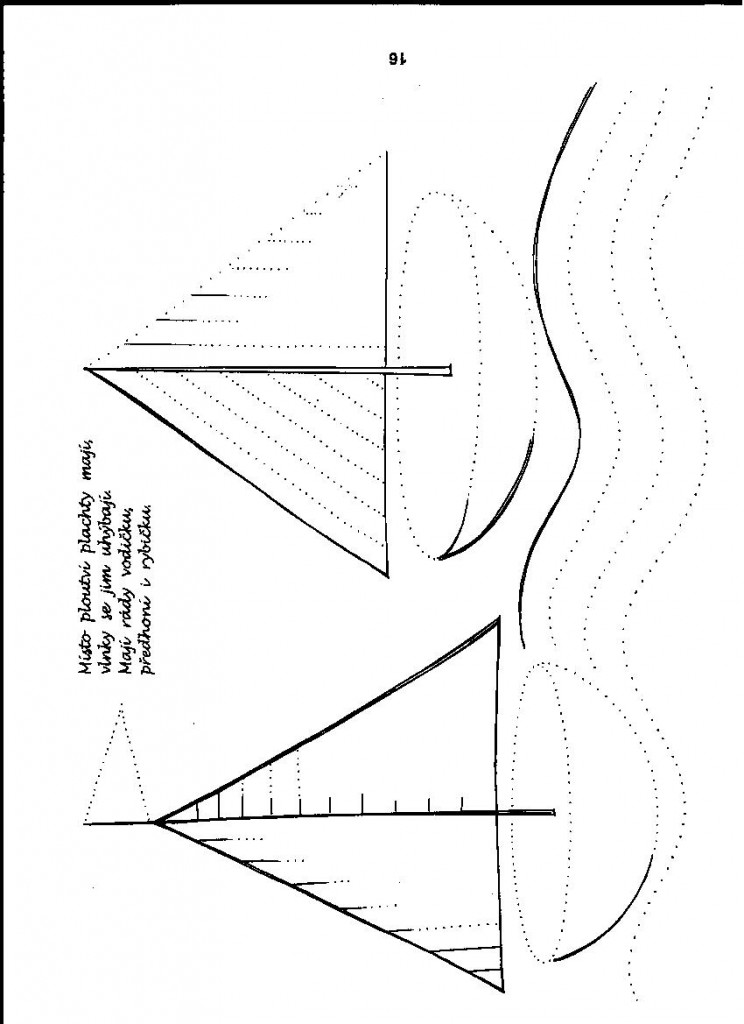 Místo ploutví plachty mají,
vlnky se jim uhýbají.
Mají rády vodičku,
předhoní i rybičku.
16